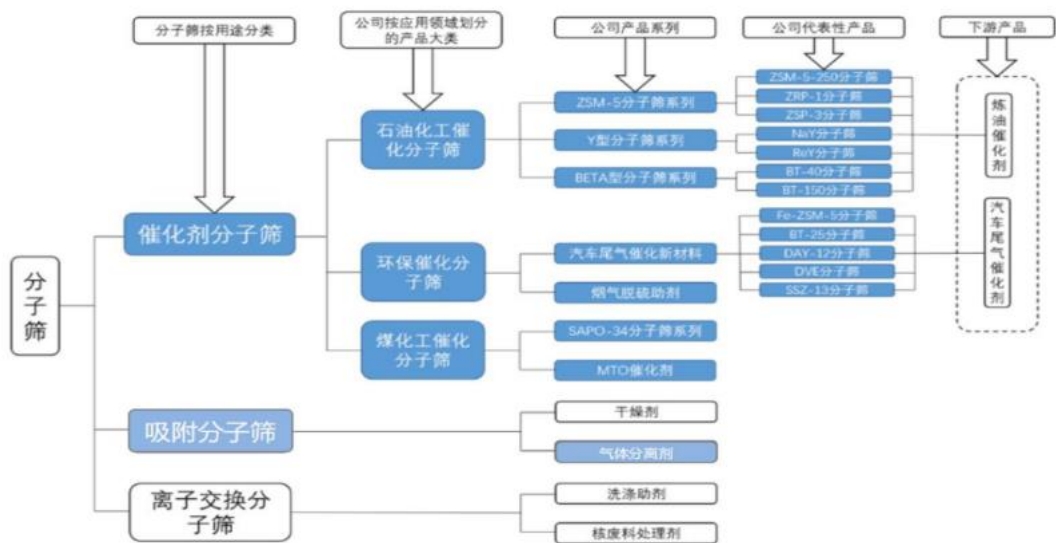 分子筛按用途分类
公司按应用领域划分
的产品大类
公司产品系列
公司代表性产品
下游产品
分子筛
催化剂分子筛
石油化工催
化分子筛
ZSM-5分子筛系列
ZSM-5-250分子筛
ZRP-1分子筛
ZSP-3分子筛
Y型分子筛系列
NaY分子筛
ReY分子筛
BETA型分子筛系列
BT-40分子筛
BT-150分子筛
炼油催化剂
环保催化分
子筛
汽车尾气催化新材料
Fe-ZSM-5分子筛
BT-25分子筛
DAY-12分子筛
DVE分子筛
SSZ-13分子筛
汽车尾气催化剂
烟气脱硫助剂
煤化工催化
分子筛
SAPO-34分子筛系列
MTO催化剂
吸附分子筛
干燥剂
气体分离剂
离子交换分
子筛
洗涤助剂
核废料处理剂